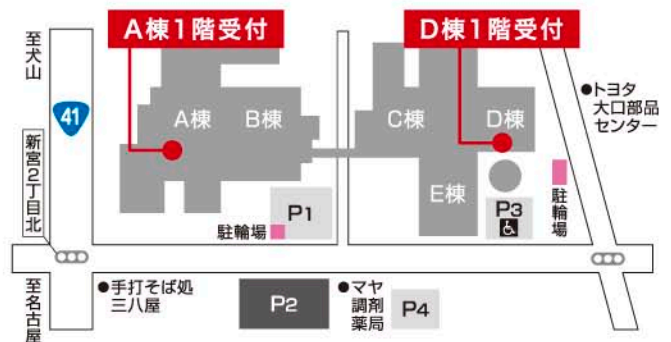 A棟1階受付
D棟1階受付
至犬山
41
新宮2丁目北
至名古屋
A棟
B棟
C棟
D棟
E棟
トヨタ
大口部品
センター
P1
駐輪場
P3
駐輪場
手打そば処
三八屋
P2
マヤ
調剤
薬局
P4